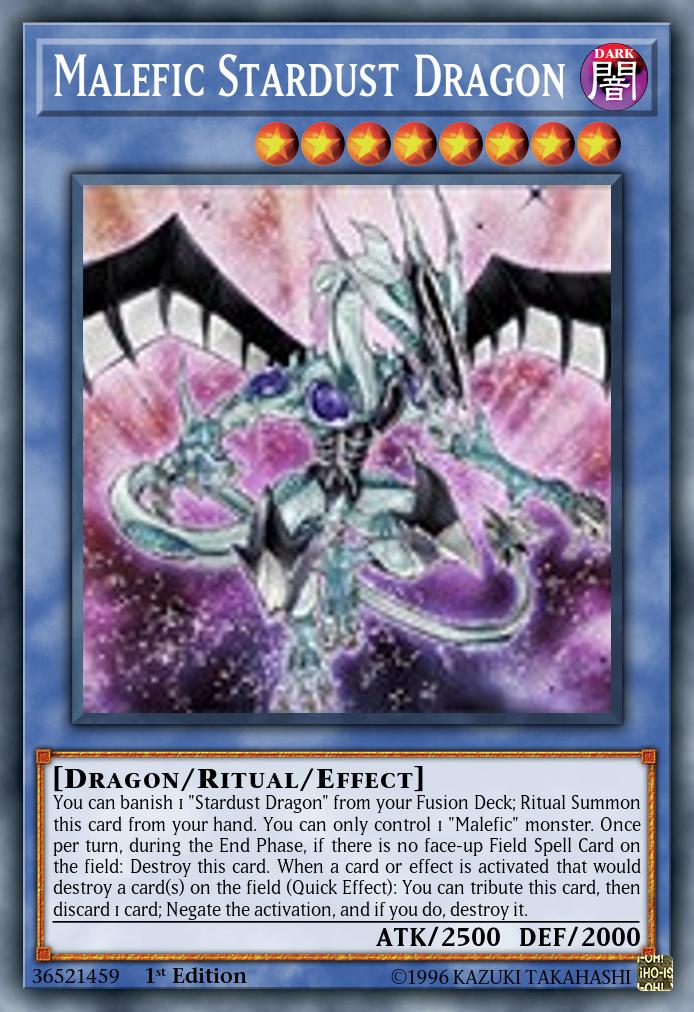 Malefic Stardust Dragon
DARK
闇
[Dragon/Ritual/Effect]
You can banish 1 "Stardust Dragon" from your Fusion Deck; Ritual Summon
this card from your hand. You can only control 1 "Malefic" monster. Once
per turn, during the End Phase, if there is no face-up Field Spell Card on
the field: Destroy this card. When a card or effect is activated that would
destroy a card(s) on the field (Quick Effect): You can tribute this card, then
discard 1 card; Negate the activation, and if you do, destroy it.
ATK/2500 DEF/2000
36521459 1st Edition ©1996 KAZUKI TAKAHASHI